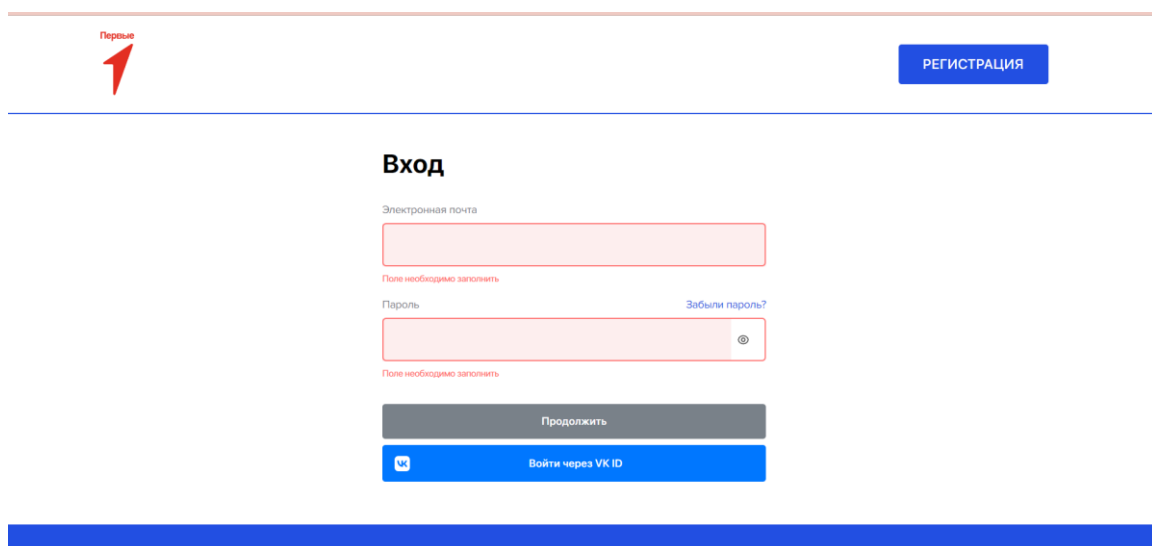 Первые
РЕГИСТРАЦИЯ
Вход
Электронная почта
Поле необходимо заполнить
Пароль
Забыли пароль?
Поле необходимо заполнить
Продолжить
Войти через VK ID